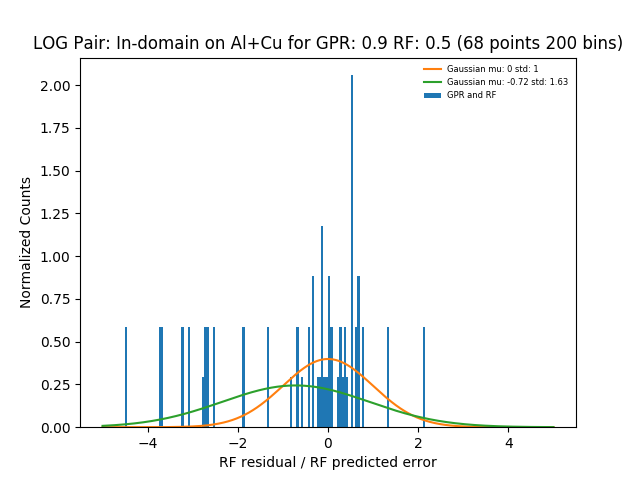 LOG Pair: In-domain on Al+Cu for GPR: 0.9 RF: 0.5 (68 points 200 bins)
Gaussian mu: 0 std: 1
Gaussian mu: -0.72 std: 1.63
GPR and RF
Normalized Counts
2.00
1.75
1.50
1.25
1.00
0.75
0.50
0.25
0.00
−4 −2 0 2 4
RF residual / RF predicted error